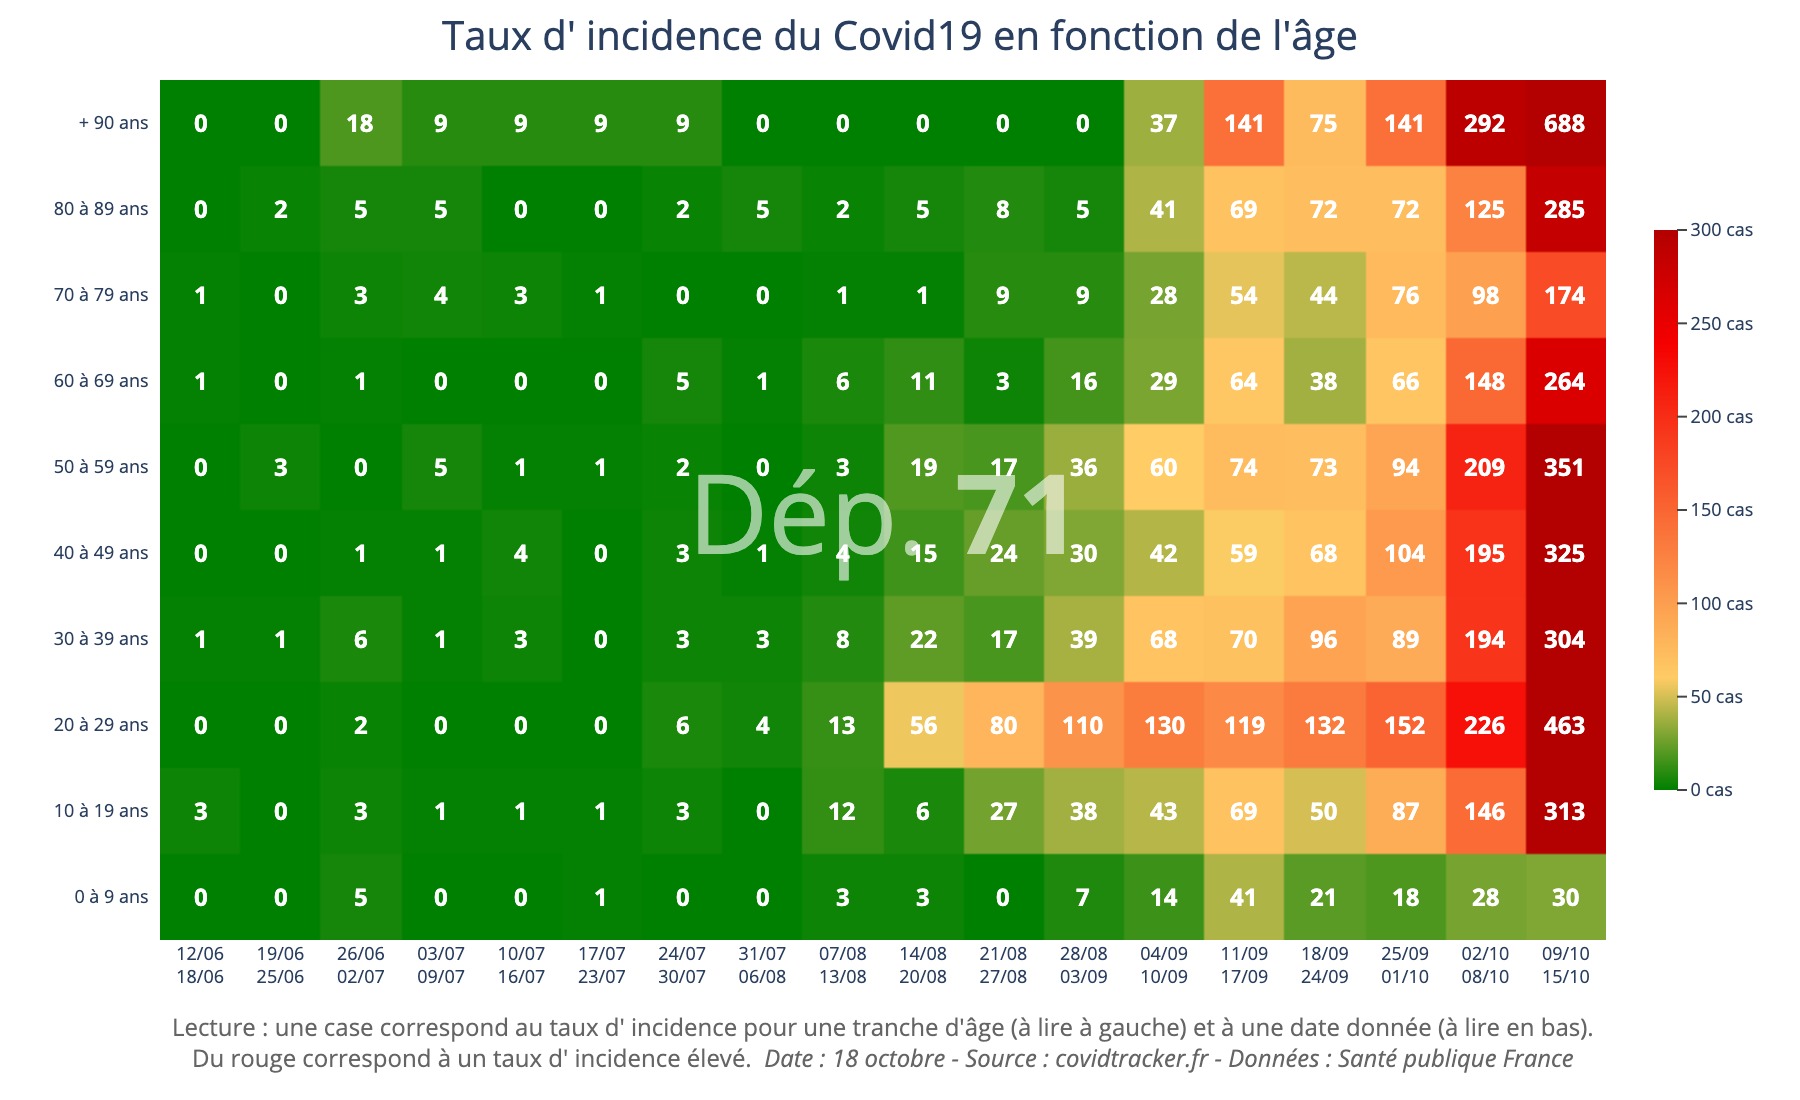 Taux d' incidence du Covid19 en fonction de l'âge
+ 90 ans 0 0 18 9 9 9 9 0 0 0 0 0 37 141 75 141 292 688
80 à 89 ans 0 2 5 5 0 0 2 5 2 5 8 5 41 69 72 72 125 285
70 à 79 ans 1 0 3 4 3 1 0 0 1 1 9 9 28 54 44 76 98 174
60 à 69 ans 1 0 1 0 0 0 5 1 6 11 3 16 29 64 38 66 148 264
50 à 59 ans 0 3 0 5 1 1 2 0 3 19 17 36 60 74 73 94 209 351
Dép. 71
40 à 49 ans 0 0 1 1 4 0 3 1 4 15 24 30 42 59 68 104 195 325
30 à 39 ans 1 1 6 1 3 0 3 3 8 22 17 39 68 70 96 89 194 304
20 à 29 ans 0 0 2 0 0 0 6 4 13 56 80 110 130 119 132 152 226 463
10 à 19 ans 3 0 3 1 1 1 3 0 12 6 27 38 43 69 50 87 146 313
0 à 9 ans 0 0 5 0 0 1 0 0 3 3 0 7 14 41 21 18 28 30
12/06 19/06 26/06 03/07 10/07 17/07 24/07 31/07 07/08 14/08 21/08 28/08 04/09 11/09 18/09 25/09 02/10 09/10
18/06 25/06 02/07 09/07 16/07 23/07 30/07 06/08 13/08 20/08 27/08 03/09 10/09 17/09 24/09 01/10 08/10 15/10
300 cas
250 cas
200 cas
150 cas
100 cas
50 cas
0 cas
Lecture : une case correspond au taux d' incidence pour une tranche d'âge (à lire à gauche) et à une date donnée (à lire en bas).
Du rouge correspond à un taux d' incidence élevé. Date : 18 octobre - Source : covidtracker.fr - Données : Santé publique France